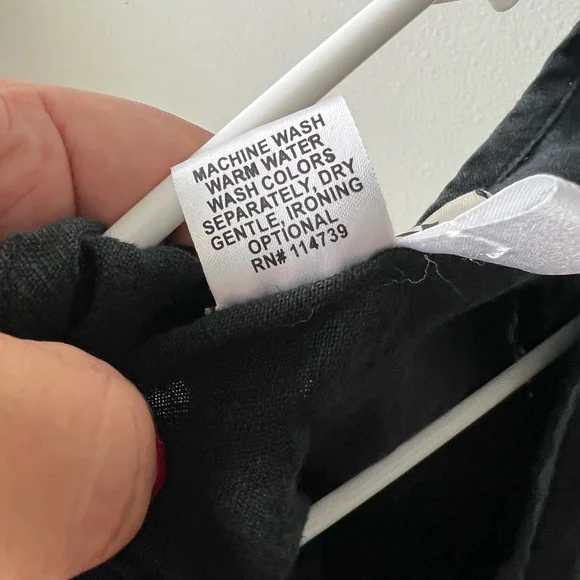 MACHINE WASH
WARM WATER
WASH COLORS
SEPARATELY, DRY
GENTLE, IRONING
OPTIONAL
RN# 114739